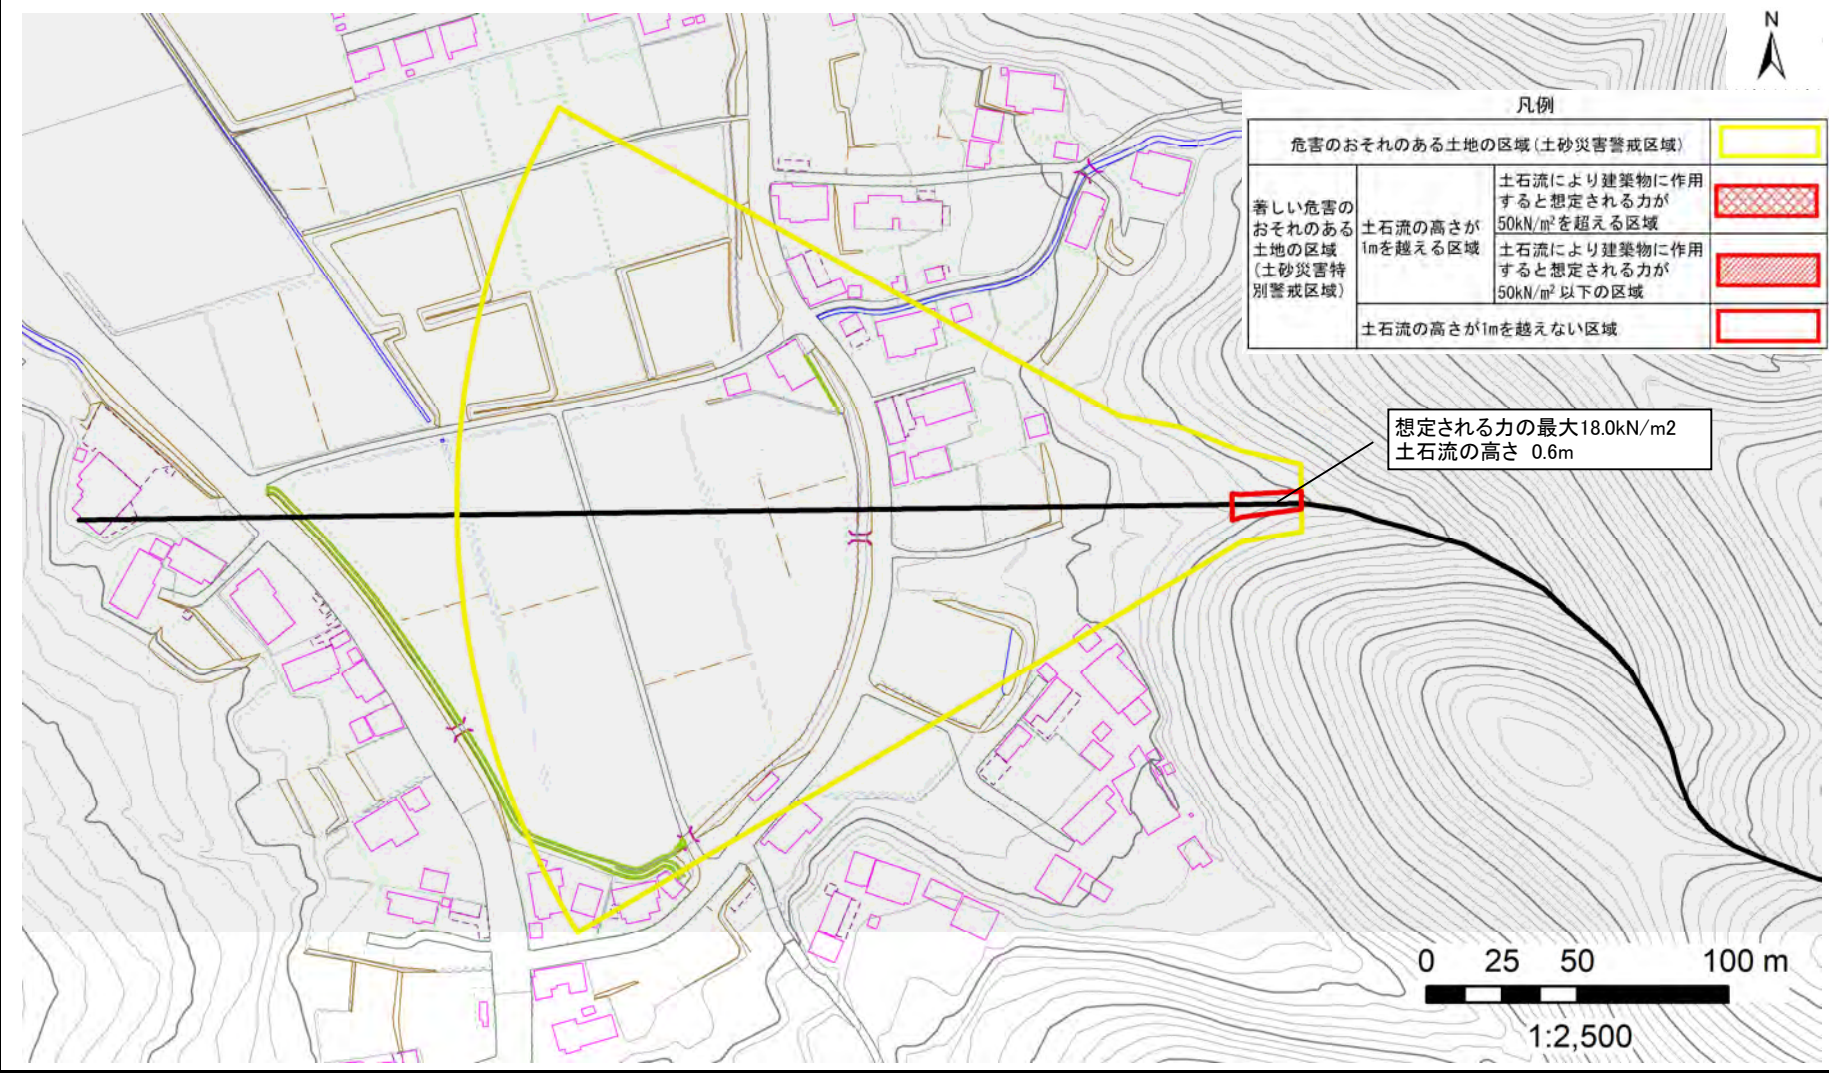 N
凡例
危害のおそれのある土地の区域(土砂災害警戒区域)
著しい危害の
おそれのある
土地の区域
(土砂災害特
別警戒区域)
土石流の高さが
1mを越える区域
土石流により建築物に作用
すると想定される力が
50kN/㎡を超える区域
土石流により建築物に作用
すると想定される力が
50kN/㎡以下の区域
土石流の高さが1mを越えない区域
想定される力の最大18.0kN/m2
土石流の高さ 0.6m
0 25 50 100 m
1:2,500